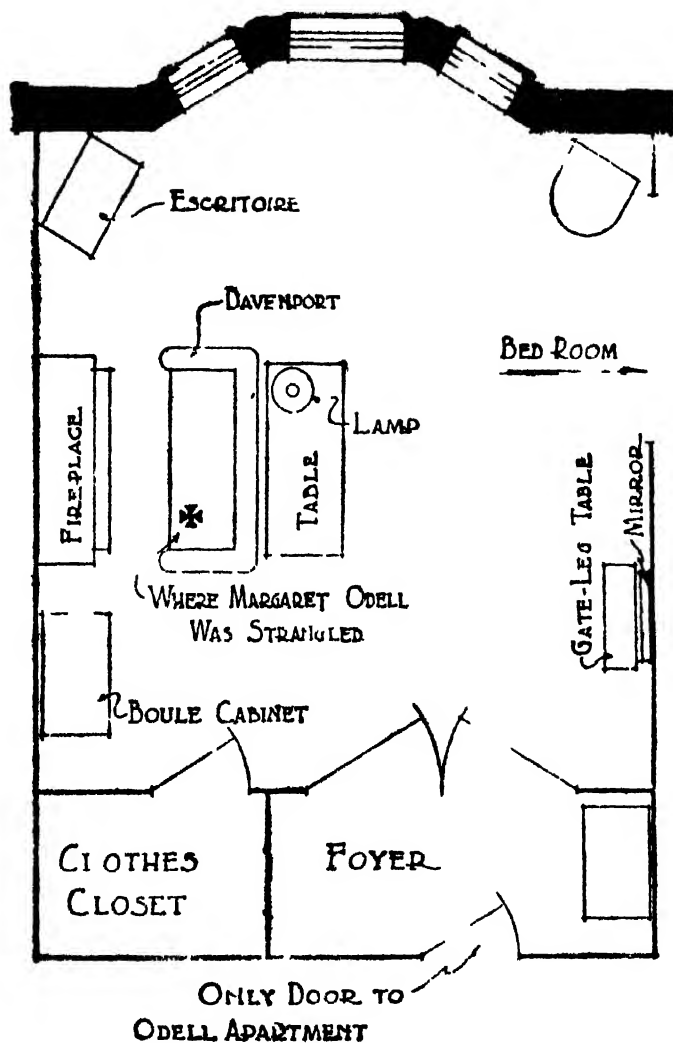 ESCRITOIRE
DAVENPORT
BED ROOM
LAMP
FIREPLACE
TABLE
GATE-LEG TABLE
MIRROR
WHERE MARGARET ODELL
WAS STRANGLED
BOULE CABINET
CLOTHES
CLOSET
FOYER
ONLY DOOR TO
ODELL APARTMENT